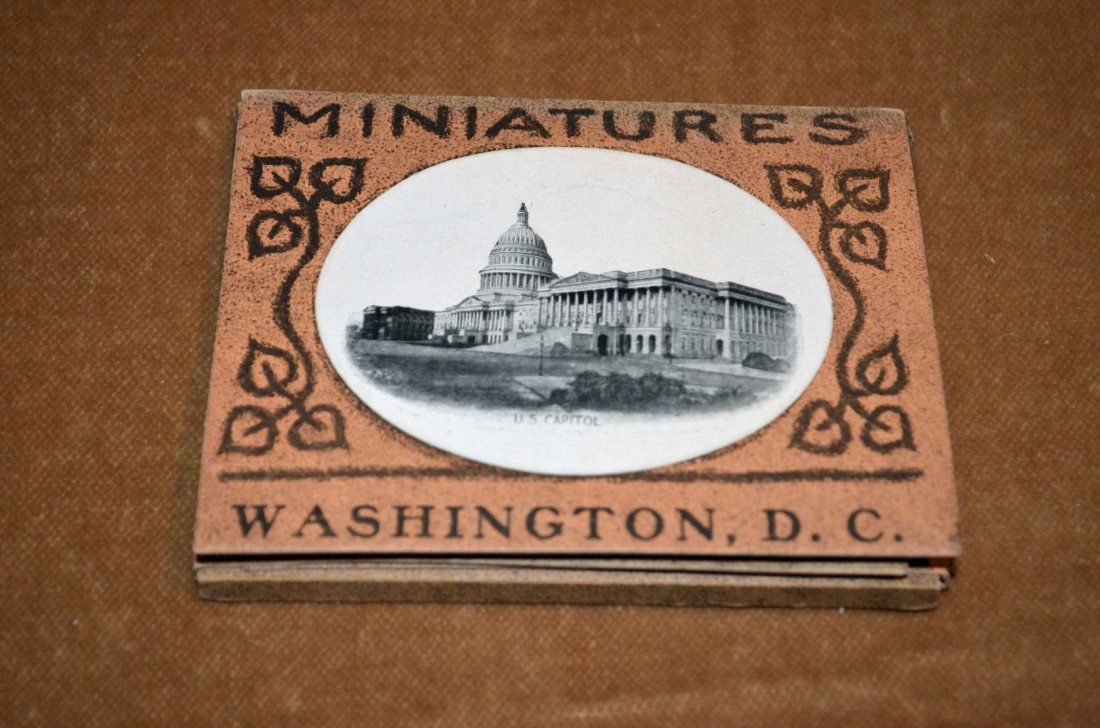 MINIATURES
U.S. CAPITOL
WASHINGTON, D. C.